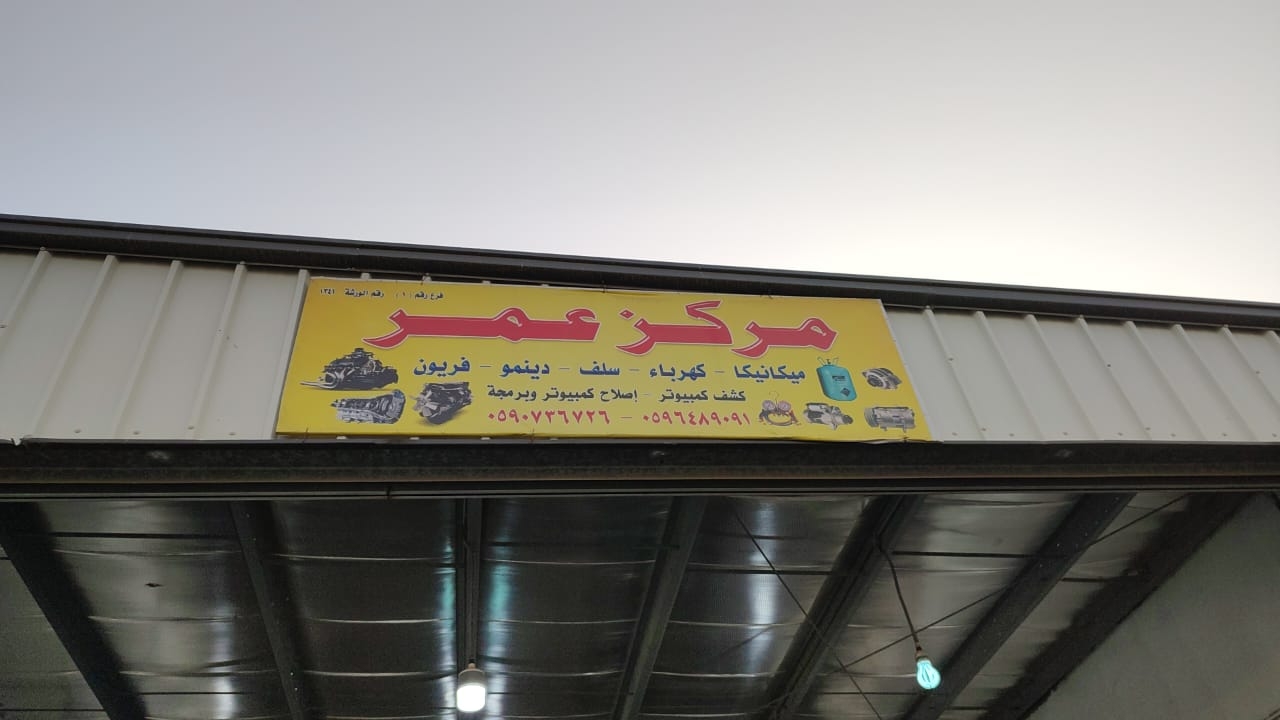 فرع رقم (١) رقم الورشة ١٣٤١
مركز عمر
ميكانيكا - كهرباء - سلف - دينمو - فريون
كشف كمبيوتر - إصلاح كمبيوتر وبرمجة
٠٥٩٦٤٨٩٠٩١ - ٠٥٩٠٧٣٦٧٢٦